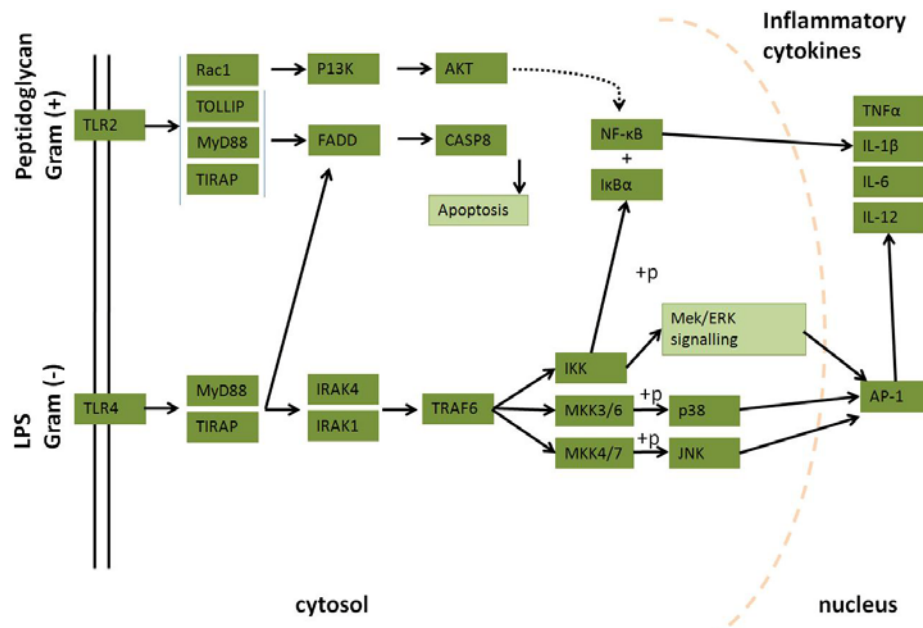 Inflammatory
cytokines
Peptidoglycan
Gram (+)
TLR2
Rac1
TOLLIP
MyD88
TIRAP
P13K
AKT
FADD
CASP8
Apoptosis
NF-κB
+
IκBα
TNFα
IL-1β
IL-6
IL-12
+p
Mek/ERK
signalling
LPS
Gram (-)
TLR4
MyD88
TIRAP
IRAK4
IRAK1
TRAF6
IKK
MKK3/6
+p
p38
MKK4/7
+p
JNK
AP-1
cytosol
nucleus